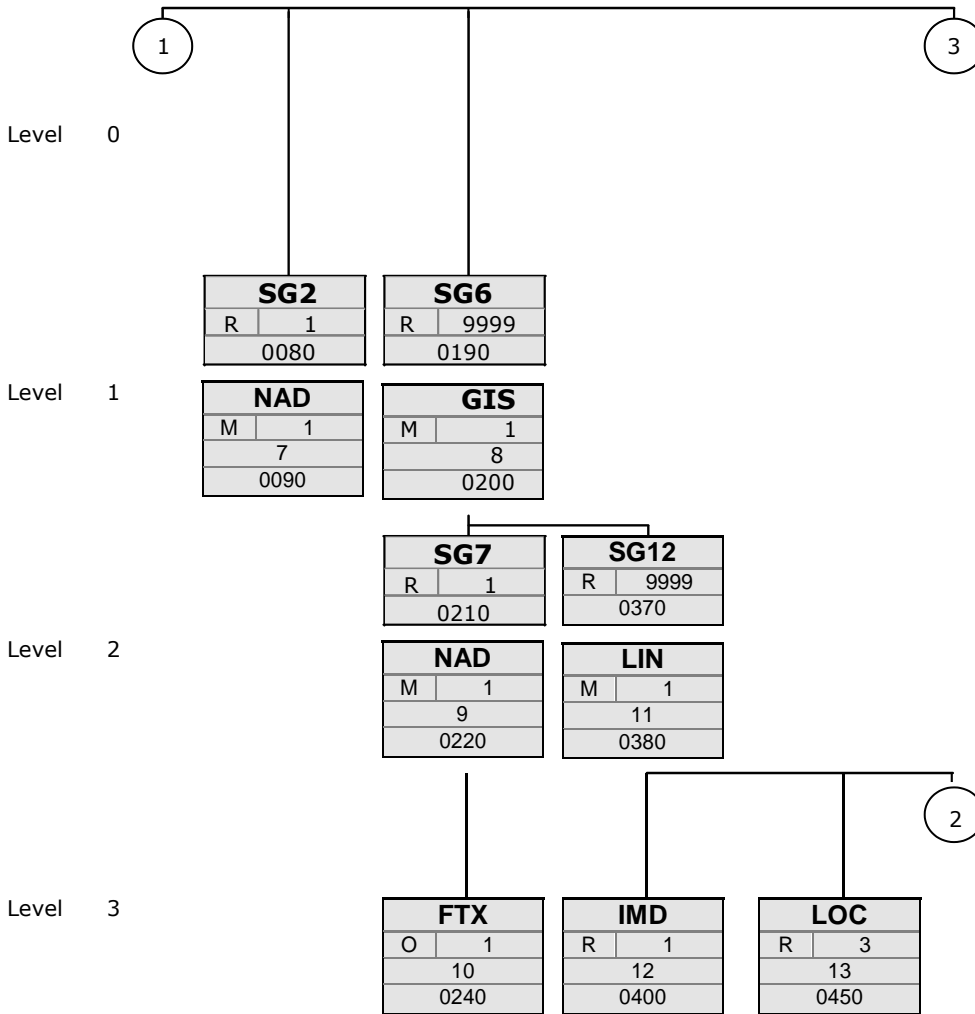 1 3
Level 0
SG2 SG6
R 1 R 9999
0080 0190
Level 1
NAD GIS
M 1 M 1
7 8
0090 0200
SG7 SG12
R 1 R 9999
0210 0370
Level 2
NAD LIN
M 1 M 1
9 11
0220 0380
2
Level 3
FTX IMD LOC
O 1 R 1 R 3
10 12 13
0240 0400 0450